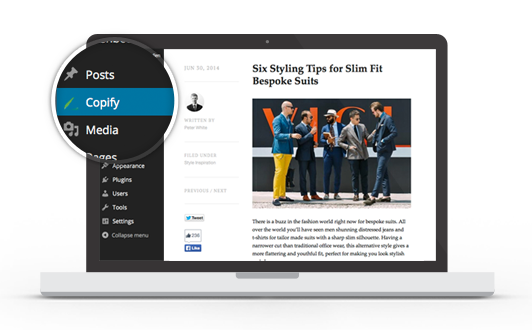 Posts
Copify
Media
Pages
Appearance
Plugins
Users
Tools
Settings
Collapse menu
JUN 30, 2014
WRITTEN BY
Peter White
FILED UNDER
Style Inspiration
PREVIOUS / NEXT
Tweet
236
Like
Six Styling Tips for Slim Fit
Bespoke Suits
There is a buzz in the fashion world right now for bespoke suits. All
over the world you'll have seen men shunning distressed jeans and
t-shirts for tailor made suits with a sharp slim silhouette. Having a
narrower cut than traditional office wear, this alternative style gives a
more flattering and youthful fit, perfect for making you look stylish